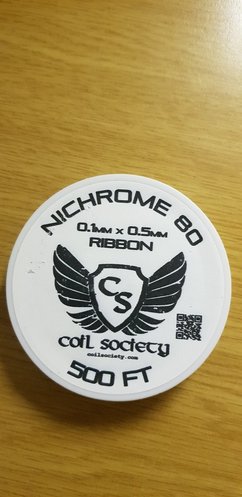 NICHROME 80
0.1MM X 0.5MM
RIBBON
CS
COIL SOCIETY
coilsociety.com
500 FT